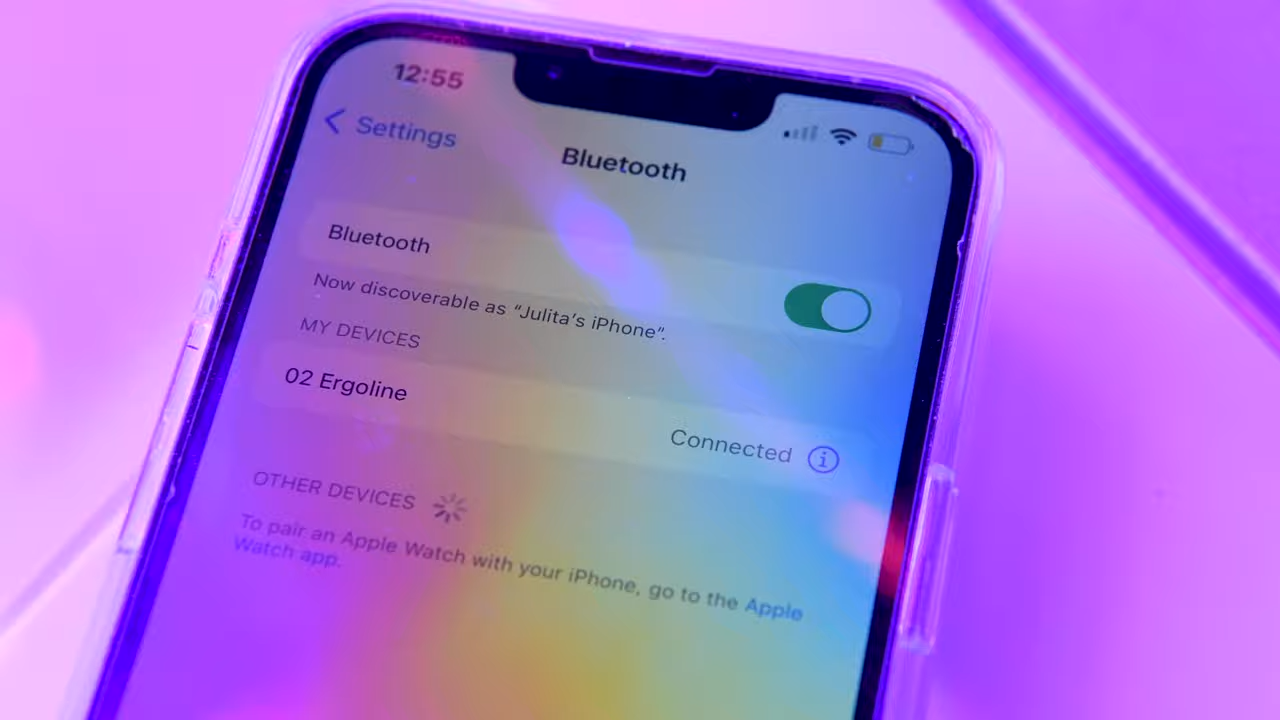 12:55
Settings
Bluetooth
Bluetooth
Now discoverable as “Julita’s iPhone”.
MY DEVICES
02 Ergoline
Connected
OTHER DEVICES
To pair an Apple Watch with your iPhone, go to the Apple
Watch app.